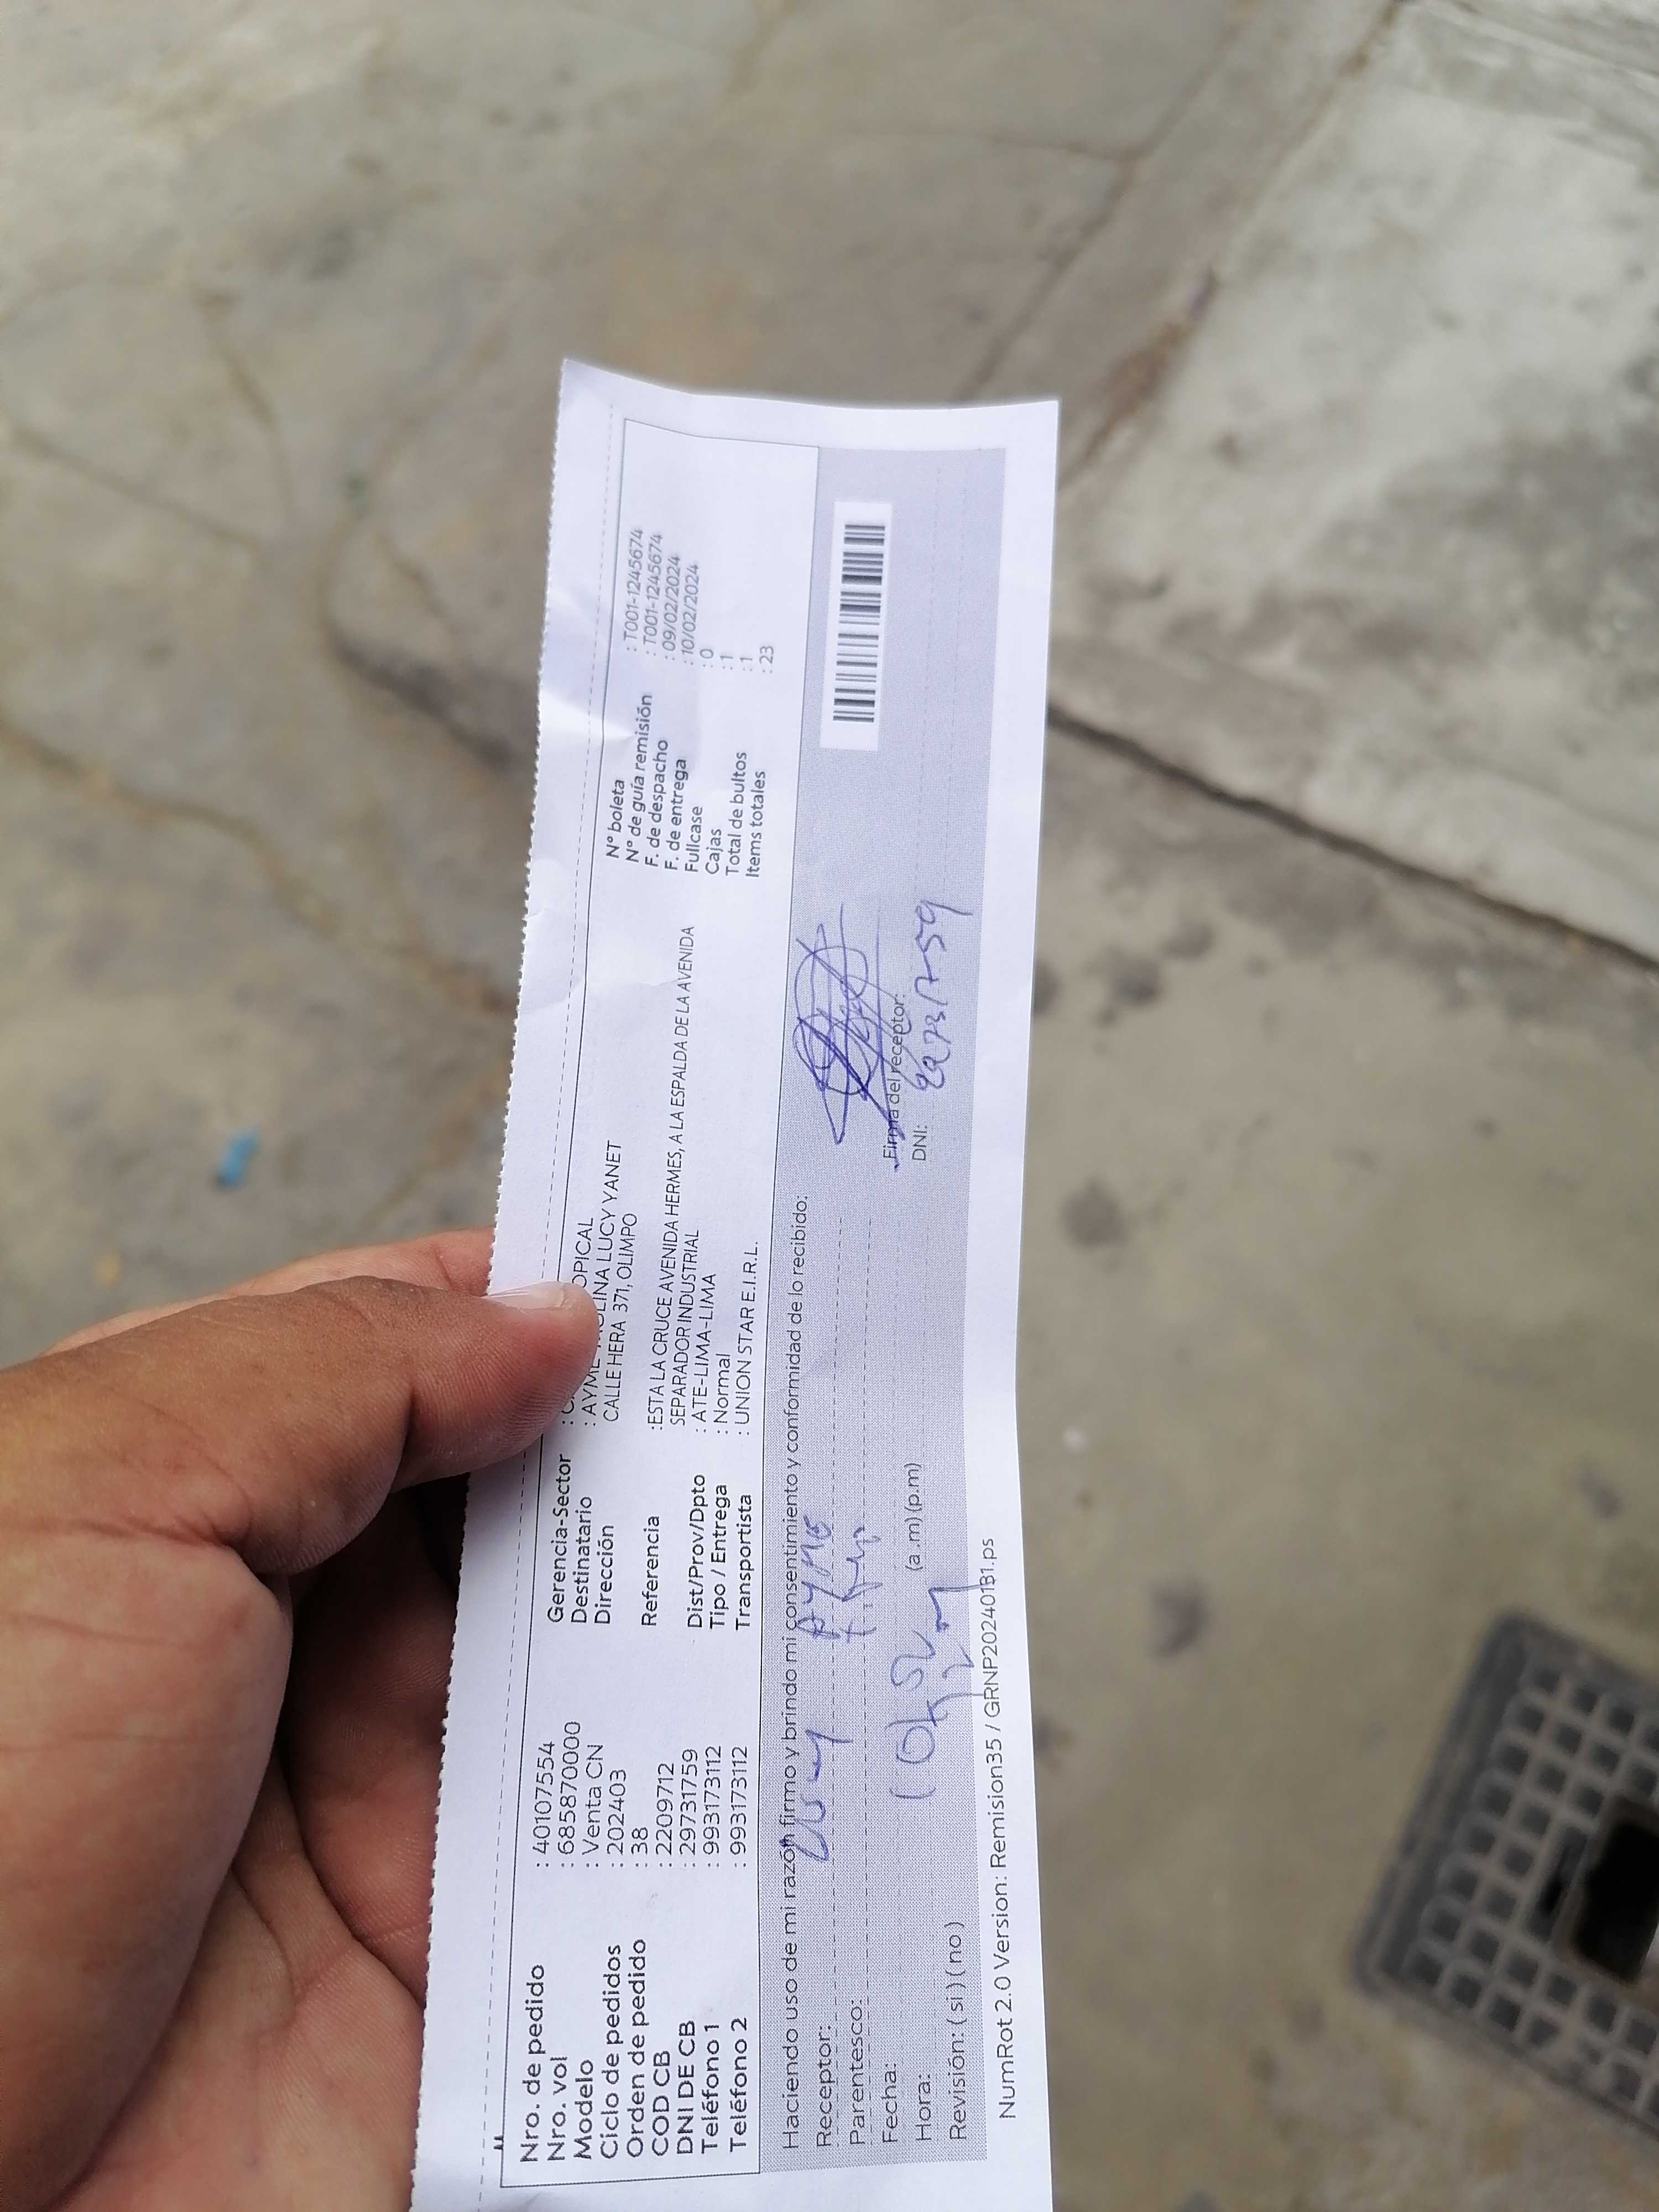 Nro. de pedido : 40107554
Nro. vol : 6858700000
Modelo : Venta CN
Ciclo de pedidos : 202403
Orden de pedido : 38
COD CB : 2209712
DNI DE CB : 29731759
Teléfono 1 : 993173112
Teléfono 2 : 993173112
Gerencia-Sector : OPICAL
Destinatario : AYME LINA LUCY YANET
Dirección CALLE HERA 371, OLIMPO
Referencia :ESTA LA CRUCE AVENIDA HERMES, A LA ESPALDA DE LA AVENIDA
SEPARADOR INDUSTRIAL
Dist/Prov/Dpto : ATE-LIMA-LIMA
Tipo / Entrega : Normal
Transportista : UNION STAR E.I.R.L.
N° boleta : T001-1245674
N° de guía remisión : T001-1245674
F. de despacho : 09/02/2024
F. de entrega : 10/02/2024
Fullcase : 0
Cajas : 1
Total de bultos : 1
Items totales : 23
Haciendo uso de mi razón firmo y brindo mi consentimiento y conformidad de lo recibido:
Receptor: Lucy Ayme
Parentesco:
Fecha:
Hora: (a.m) (p.m)
Revisión: ( si ) ( no )
Firma del receptor:
DNI: 29731759
NumRot 2.0 Version: Remision35 / GRNP202401B1.ps